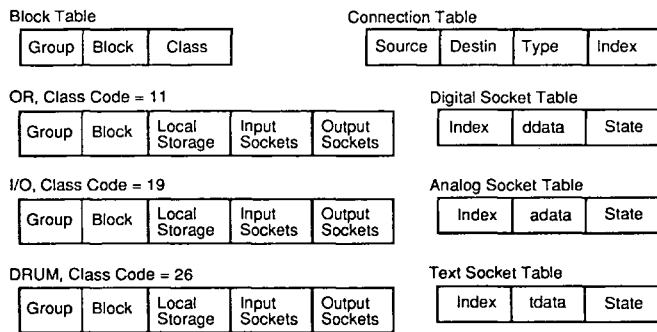 Block Table
Group Block Class
OR, Class Code = 11
Group Block Local Storage Input Sockets Output Sockets
I/O, Class Code = 19
Group Block Local Storage Input Sockets Output Sockets
DRUM, Class Code = 26
Group Block Local Storage Input Sockets Output Sockets
Connection Table
Source Destin Type Index
Digital Socket Table
Index ddata State
Analog Socket Table
Index adata State
Text Socket Table
Index tdata State